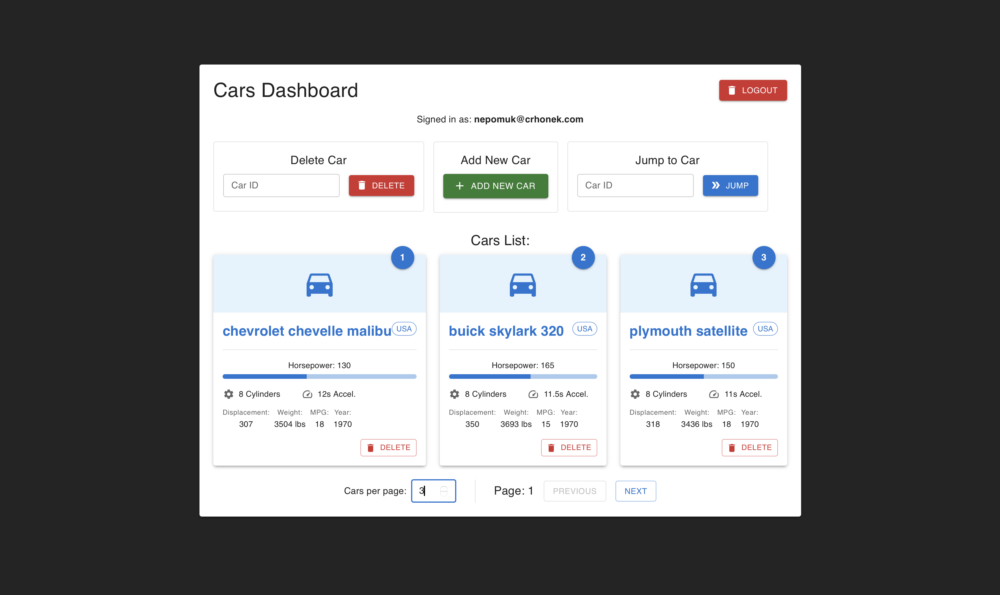 Cars Dashboard
LOGOUT
Signed in as: nepomuk@crhonek.com
Delete Car
Car ID
DELETE
Add New Car
ADD NEW CAR
Jump to Car
Car ID
JUMP
Cars List:
1
chevrolet chevelle malibu
USA
Horsepower: 130
8 Cylinders
12s Accel.
Displacement: Weight: MPG: Year:
307 3504 lbs 18 1970
DELETE
2
buick skylark 320
USA
Horsepower: 165
8 Cylinders
11.5s Accel.
Displacement: Weight: MPG: Year:
350 3693 lbs 15 1970
DELETE
3
plymouth satellite
USA
Horsepower: 150
8 Cylinders
11s Accel.
Displacement: Weight: MPG: Year:
318 3436 lbs 18 1970
DELETE
Cars per page: 3
Page: 1
PREVIOUS
NEXT